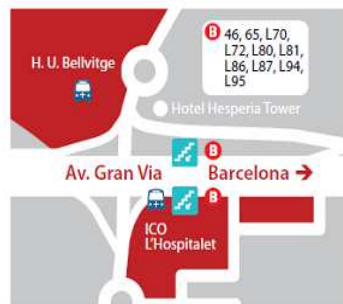 B 46, 65, L70,
L72, L80, L81,
L86, L87, L94,
L95
H. U. Bellvitge
Hotel Hesperia Tower
B
Av. Gran Via Barcelona →
B
ICO
L'Hospitalet